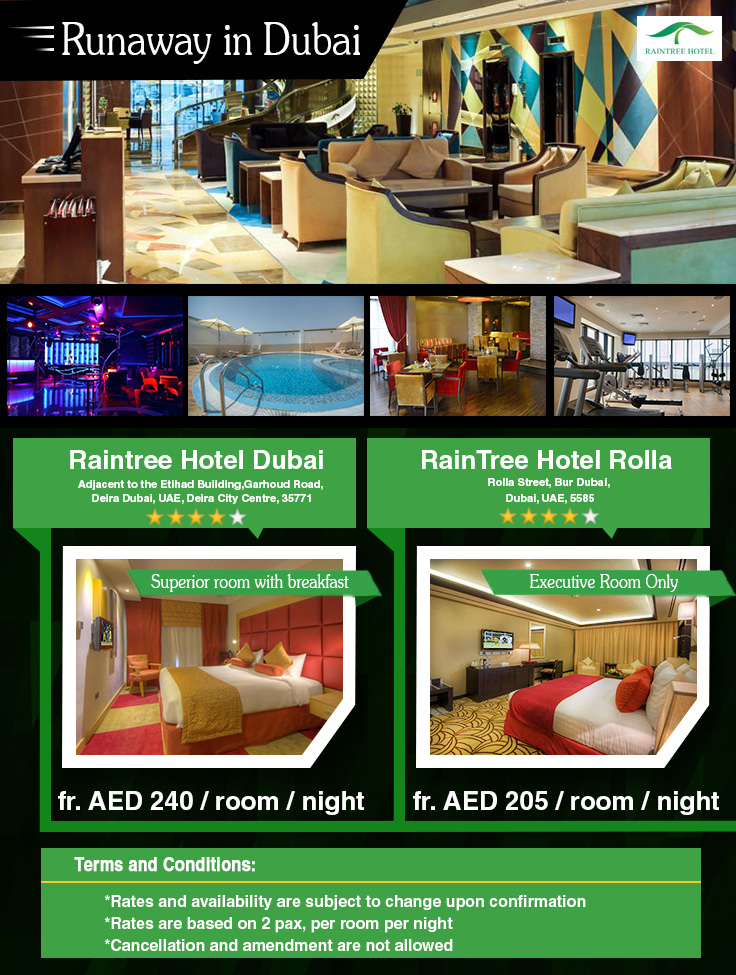 Runaway in Dubai
RAINTREE HOTEL
Raintree Hotel Dubai
Adjacent to the Etihad Building,Garhoud Road,
Deira Dubai, UAE, Deira City Centre, 35771
RainTree Hotel Rolla
Rolla Street, Bur Dubai,
Dubai, UAE, 5585
Superior room with breakfast
Executive Room Only
fr. AED 240 / room / night
fr. AED 205 / room / night
Terms and Conditions:
*Rates and availability are subject to change upon confirmation
*Rates are based on 2 pax, per room per night
*Cancellation and amendment are not allowed